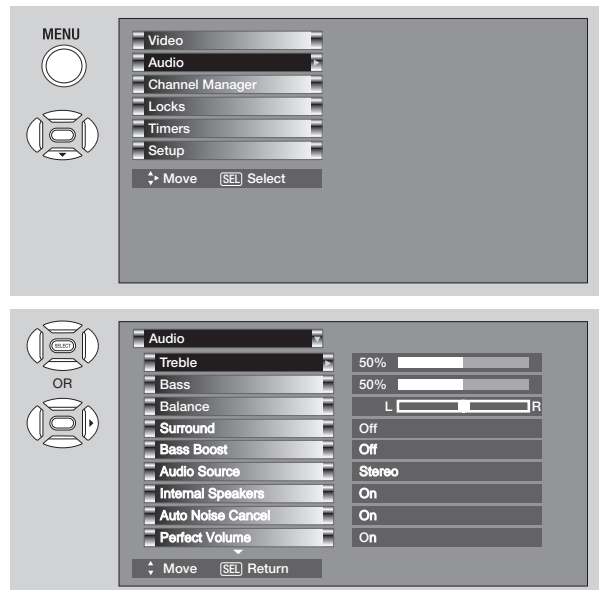 MENU
Video
Audio
Channel Manager
Locks
Timers
Setup
Move SEL Select
SELECT
OR
Audio
Treble 50%
Bass 50%
Balance L R
Surround Off
Bass Boost Off
Audio Source Stereo
Internal Speakers On
Auto Noise Cancel On
Perfect Volume On
Move SEL Return